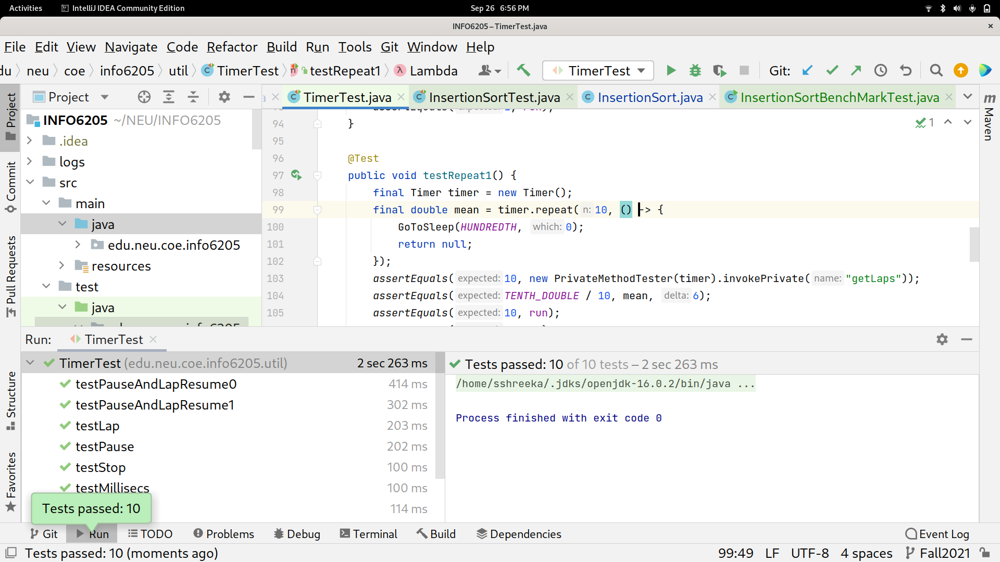 Activities IntelliJ IDEA Community Edition Sep 26 6:56 PM
INFO6205 – TimerTest.java
File Edit View Navigate Code Refactor Build Run Tools Git Window Help
du neu coe info6205 util TimerTest testRepeat1 Lambda TimerTest Git:
Project TimerTest.java InsertionSortTest.java InsertionSort.java InsertionSortBenchMarkTest.java
Project
Commit
Pull Requests
Structure
Favorites
Maven
INFO6205 ~/NEU/INFO6205
.idea
logs
src
main
java
edu.neu.coe.info6205
resources
test
java
94 }
1
95
96 @Test
97 public void testRepeat1() {
98 final Timer timer = new Timer();
99 final double mean = timer.repeat( n: 10, () -> {
100 GoToSleep(HUNDREDTH, which: 0);
101 return null;
102 });
103 assertEquals( expected: 10, new PrivateMethodTester(timer).invokePrivate( name: "getLaps"));
104 assertEquals( expected: TENTH_DOUBLE / 10, mean, delta: 6);
105 assertEquals( expected: 10, run);
Run: TimerTest
TimerTest (edu.neu.coe.info6205.util) 2 sec 263 ms
testPauseAndLapResume0 414 ms
testPauseAndLapResume1 302 ms
testLap 203 ms
testPause 202 ms
testStop 100 ms
testMillisecs 100 ms
114 ms
Tests passed: 10 of 10 tests – 2 sec 263 ms
/home/sshreeka/.jdks/openjdk-16.0.2/bin/java ...
Process finished with exit code 0
Tests passed: 10
Git Run TODO Problems Debug Terminal Build Dependencies Event Log
Tests passed: 10 (moments ago) 99:49 LF UTF-8 4 spaces Fall2021